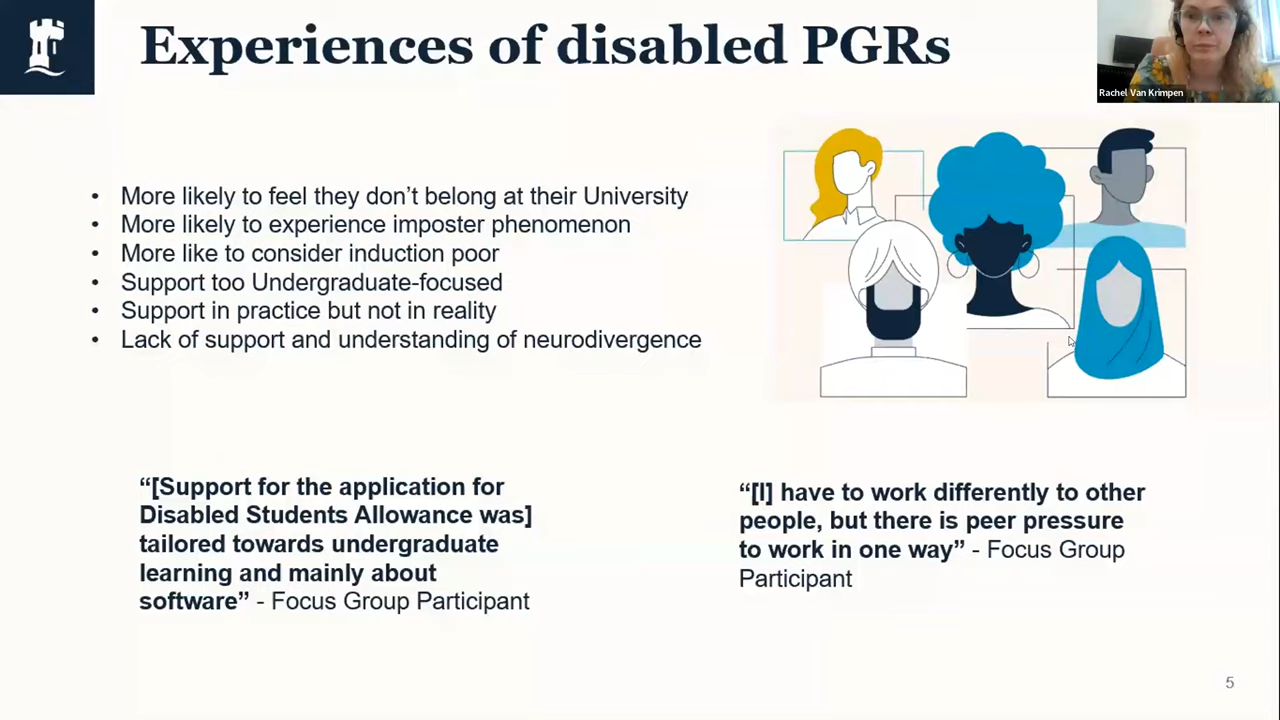 Experiences of disabled PGRs
Rachel Van Krimpen
• More likely to feel they don’t belong at their University
• More likely to experience imposter phenomenon
• More like to consider induction poor
• Support too Undergraduate-focused
• Support in practice but not in reality
• Lack of support and understanding of neurodivergence
“[Support for the application for
Disabled Students Allowance was]
tailored towards undergraduate
learning and mainly about
software” - Focus Group Participant
“[I] have to work differently to other
people, but there is peer pressure
to work in one way” - Focus Group
Participant
5